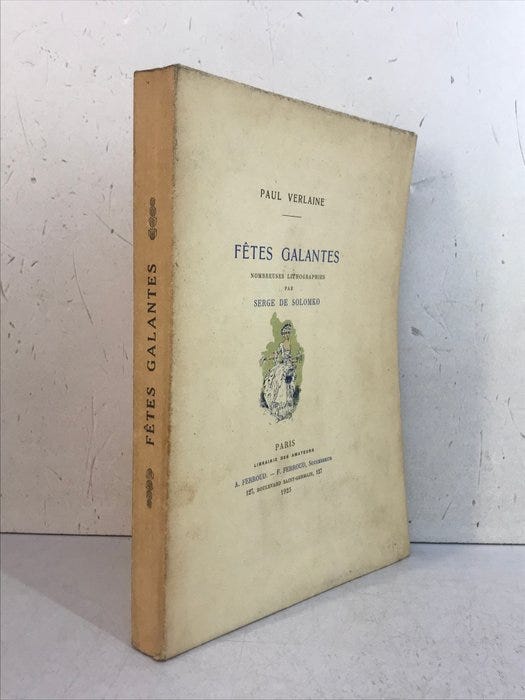 FÊTES GALANTES
PAUL VERLAINE
FÊTES GALANTES
NOMBREUSES LITHOGRAPHIES
PAR
SERGE DE SOLOMKO
PARIS
LIBRAIRIE DES AMATEURS
A. FERROUD. — F. FERROUD, SUCCESSEUR
127, BOULEVARD SAINT-GERMAIN, 127
1923